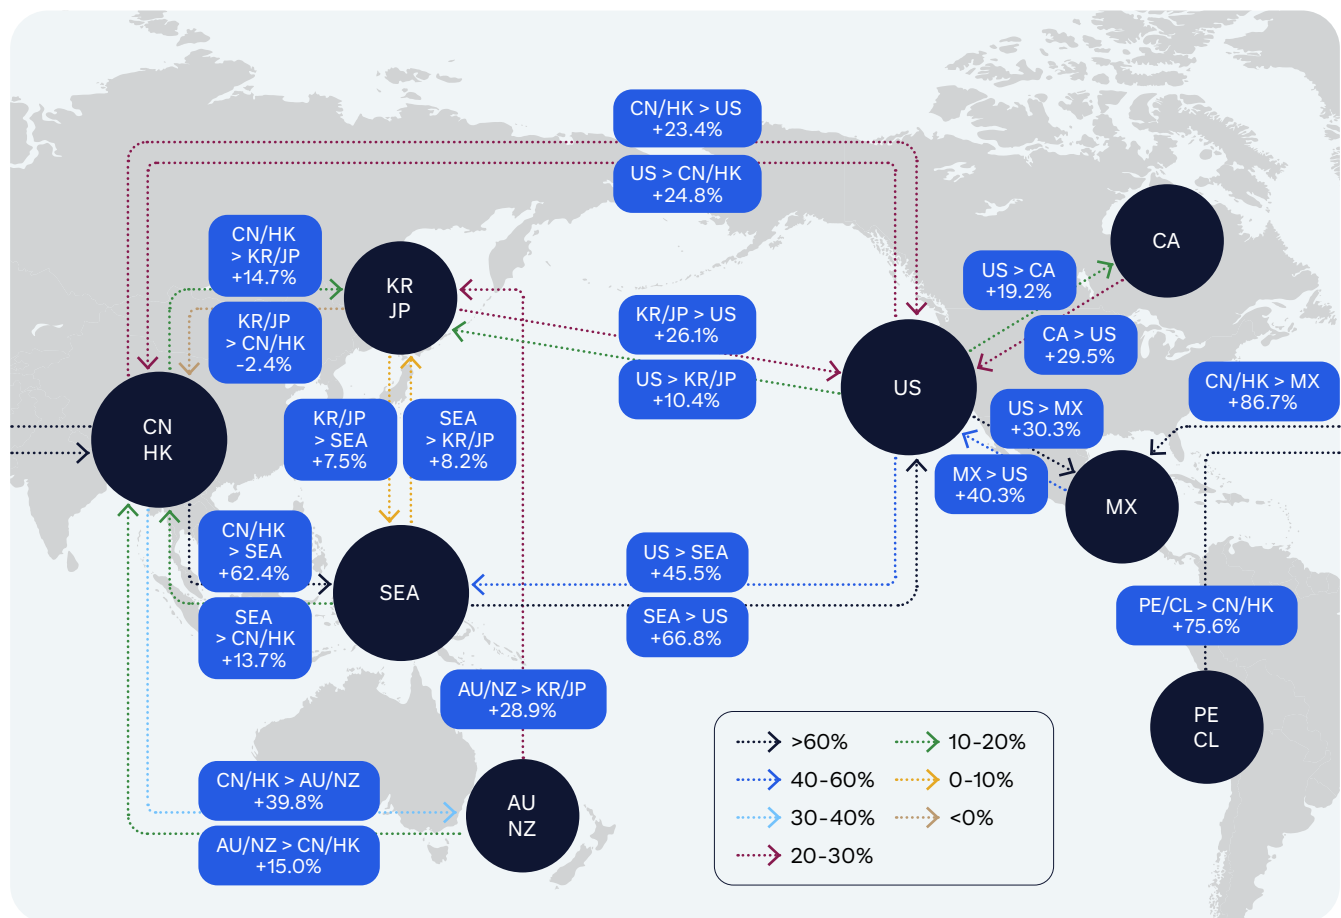 CN/HK > US
+23.4%
US > CN/HK
+24.8%
CN/HK
> KR/JP
+14.7%
KR/JP
> CN/HK
-2.4%
KR
JP
CA
US > CA
+19.2%
CA > US
+29.5%
KR/JP > US
+26.1%
US > KR/JP
+10.4%
US
CN/HK > MX
+86.7%
US > MX
+30.3%
MX > US
+40.3%
MX
CN
HK
KR/JP
> SEA
+7.5%
SEA
> KR/JP
+8.2%
CN/HK
> SEA
+62.4%
SEA
> CN/HK
+13.7%
SEA
US > SEA
+45.5%
SEA > US
+66.8%
PE/CL > CN/HK
+75.6%
PE
CL
AU/NZ > KR/JP
+28.9%
CN/HK > AU/NZ
+39.8%
AU/NZ > CN/HK
+15.0%
AU
NZ
>60%
40-60%
30-40%
20-30%
10-20%
0-10%
<0%